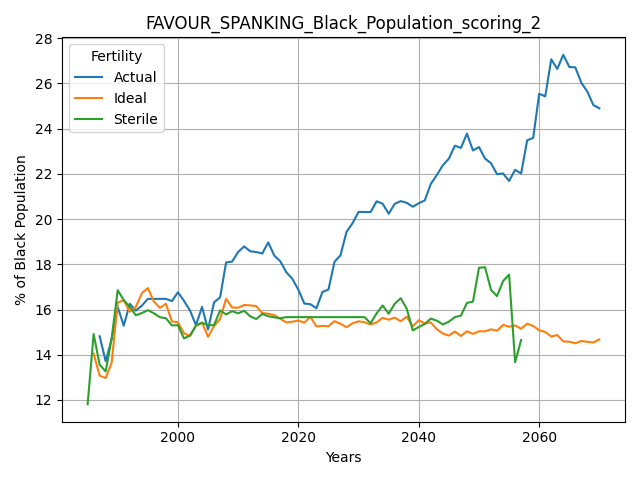 FAVOUR_SPANKING_Black_Population_scoring_2
Fertility
Actual
Ideal
Sterile
% of Black Population
28
26
24
22
20
18
16
14
12
2000
2020
2040
2060
Years